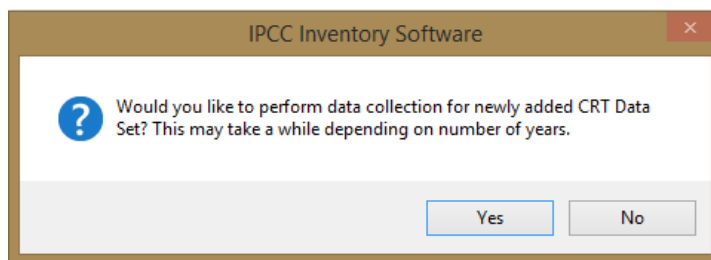 IPCC Inventory Software
Would you like to perform data collection for newly added CRT Data
Set? This may take a while depending on number of years.
Yes
No